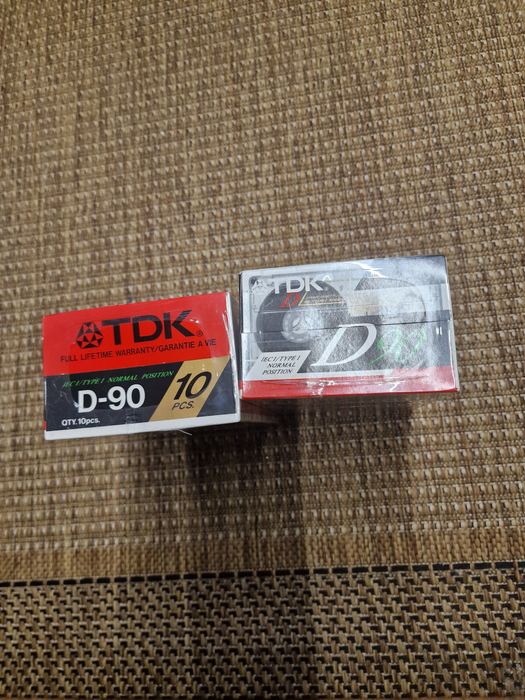 TDK®
FULL LIFETIME WARRANTY/GARANTIE A VIE
IEC I/TYPE I NORMAL POSITION
D-90
10
PCS.
QTY. 10pcs.
TDK
D
IEC I/TYPE I
NORMAL
POSITION
D